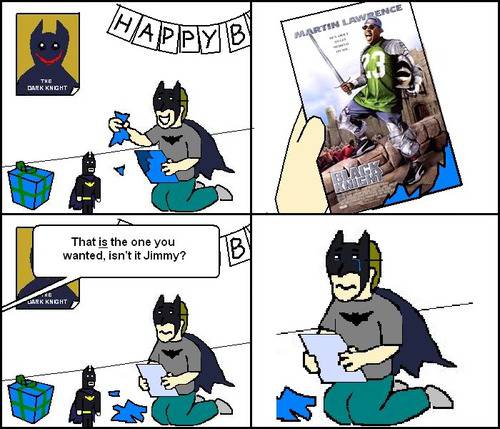 HAPPY B
THE
DARK KNIGHT
MARTIN LAWRENCE
23
BLACK
KNIGHT
That is the one you
wanted, isn't it Jimmy?
B
DARK KNIGHT